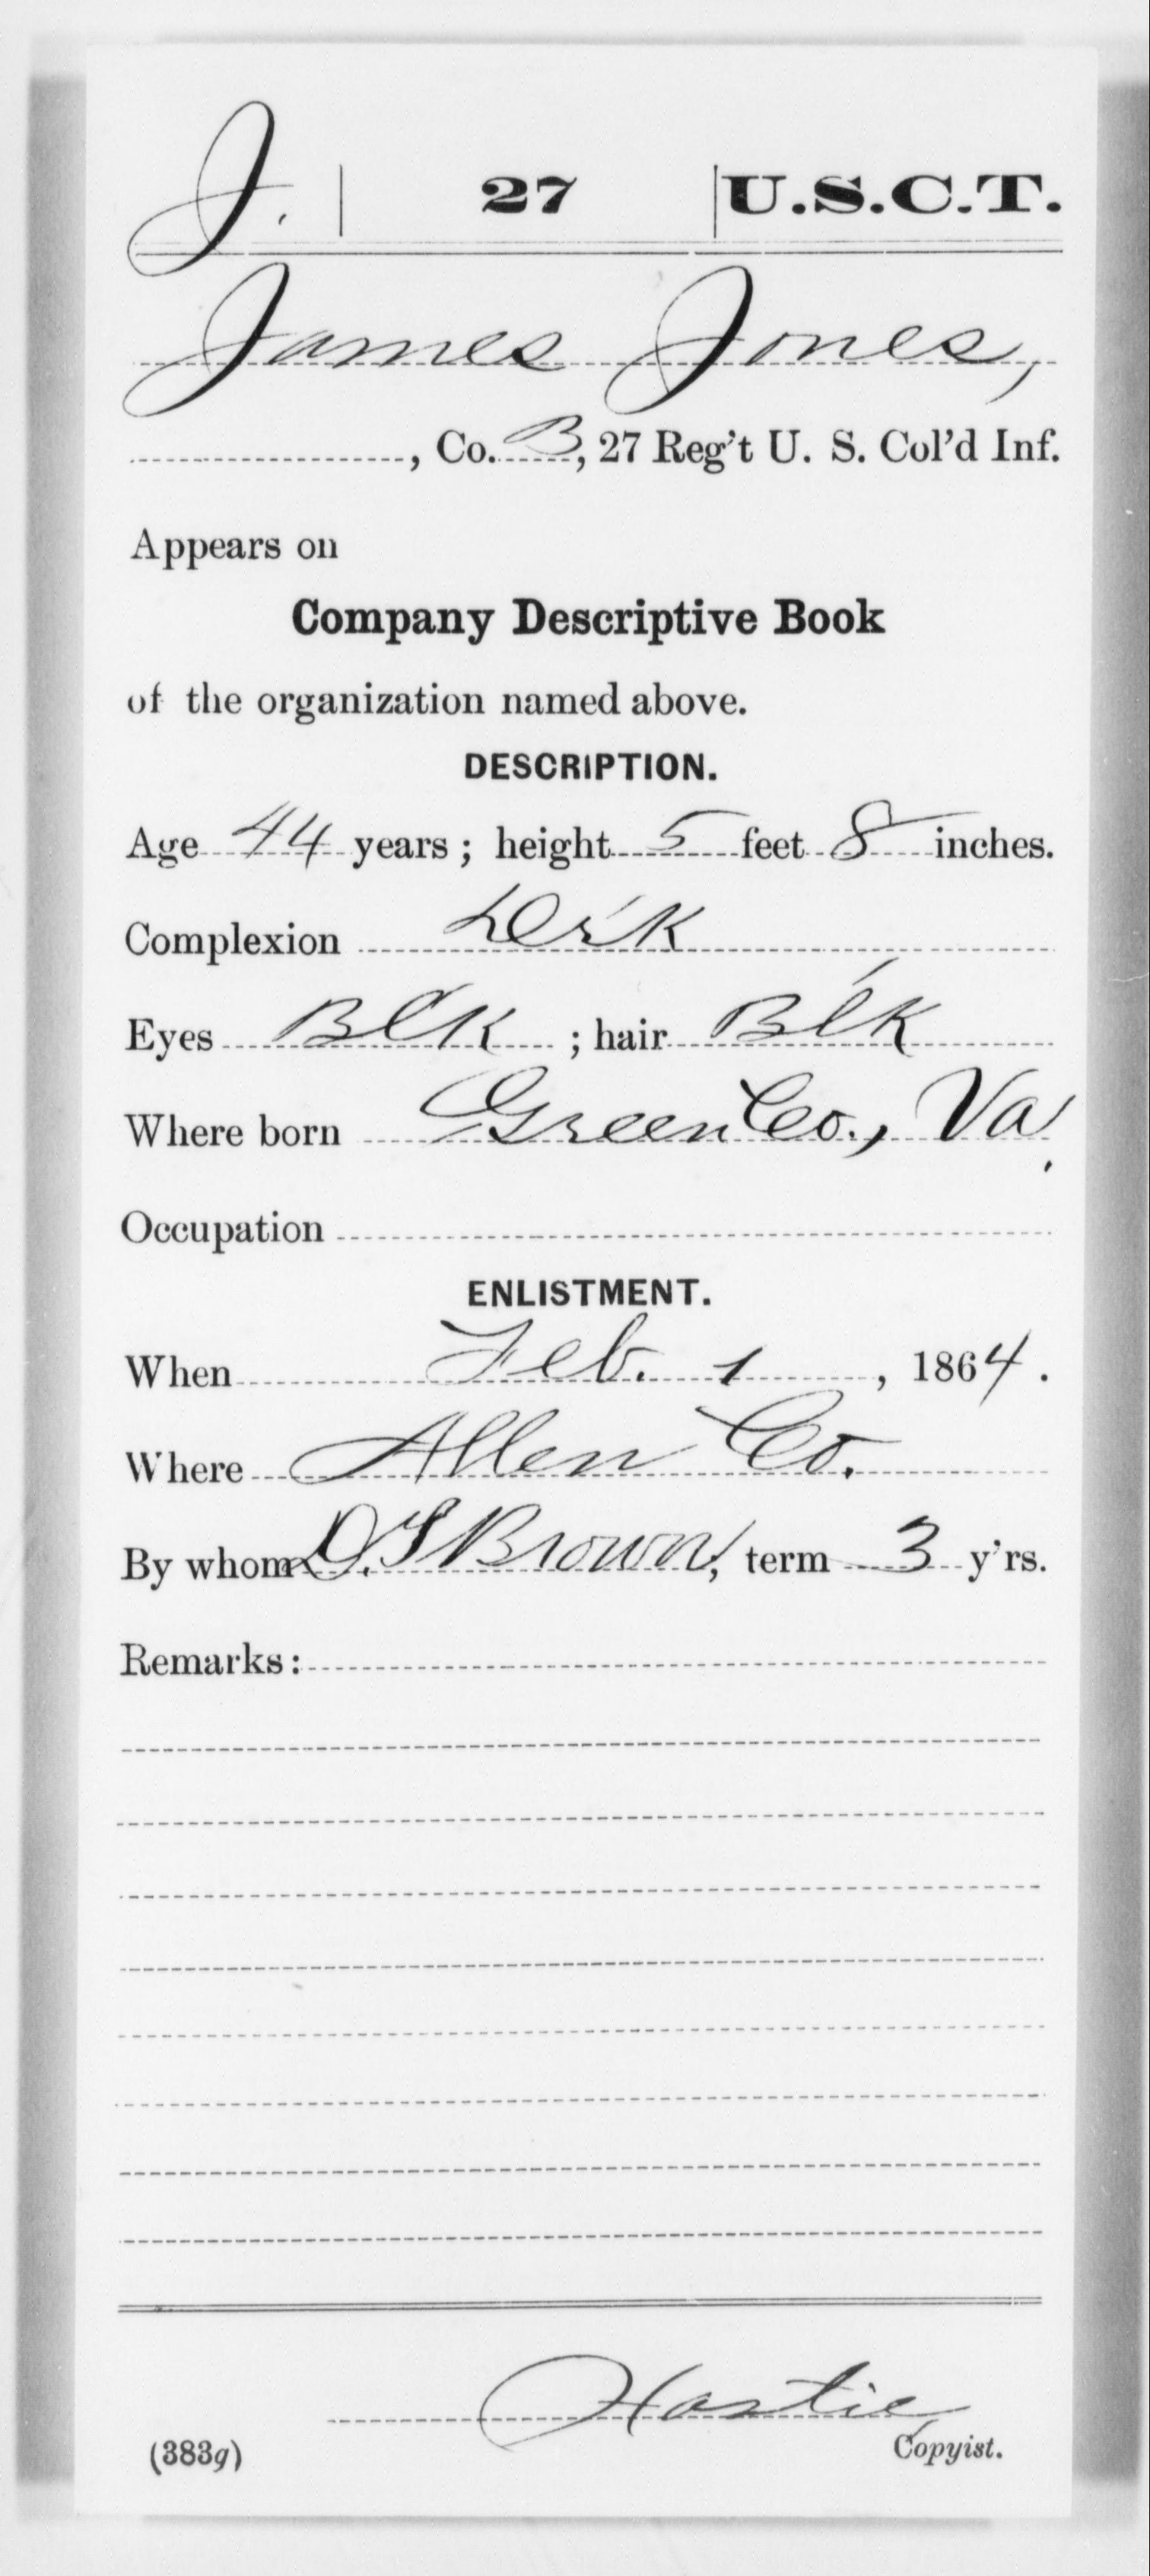 J. 27 U.S.C.T.
James Jones,
, Co. B, 27 Reg't U. S. Col'd Inf.
Appears on
Company Descriptive Book
of the organization named above.
DESCRIPTION.
Age 44 years; height 5 feet 8 inches.
Complexion Derk
Eyes Blk ; hair Blk
Where born Green Co., Va.
Occupation
ENLISTMENT.
When Feb. 1, 1864.
Where Allen Co.
By whom D. S. Brown, term 3 y'rs.
Remarks:
Hastie
(383g) Copyist.